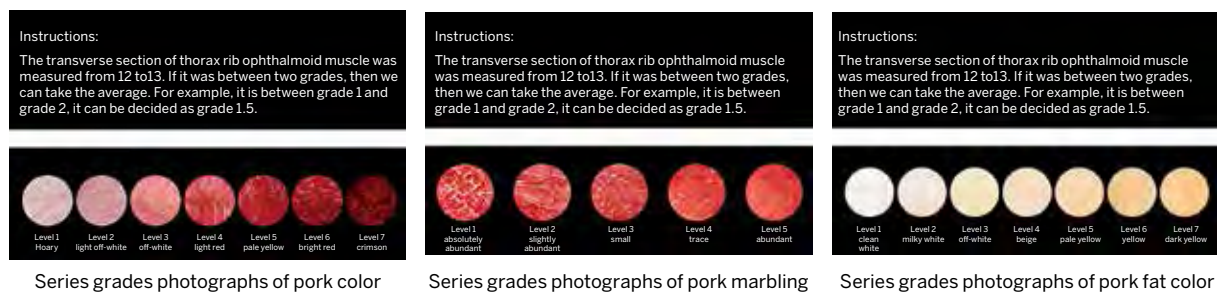 Instructions:
The transverse section of thorax rib ophthalmoid muscle was
measured from 12 to13. If it was between two grades, then we
can take the average. For example, it is between grade 1 and
grade 2, it can be decided as grade 1.5.
Level 1
Hoary
Level 2
light off-white
Level 3
off-white
Level 4
light red
Level 5
pale yellow
Level 6
bright red
Level 7
crimson
Series grades photographs of pork color
Instructions:
The transverse section of thorax rib ophthalmoid muscle
was measured from 12 to13. If it was between two grades,
then we can take the average. For example, it is between
grade 1 and grade 2, it can be decided as grade 1.5.
Level 1
absolutely
abundant
Level 2
slightly
abundant
Level 3
small
Level 4
trace
Level 5
abundant
Series grades photographs of pork marbling
Instructions:
The transverse section of thorax rib ophthalmoid muscle
was measured from 12 to13. If it was between two grades,
then we can take the average. For example, it is between
grade 1 and grade 2, it can be decided as grade 1.5.
Level 1
clean
white
Level 2
milky white
Level 3
off-white
Level 4
beige
Level 5
pale yellow
Level 6
yellow
Level 7
dark yellow
Series grades photographs of pork fat color